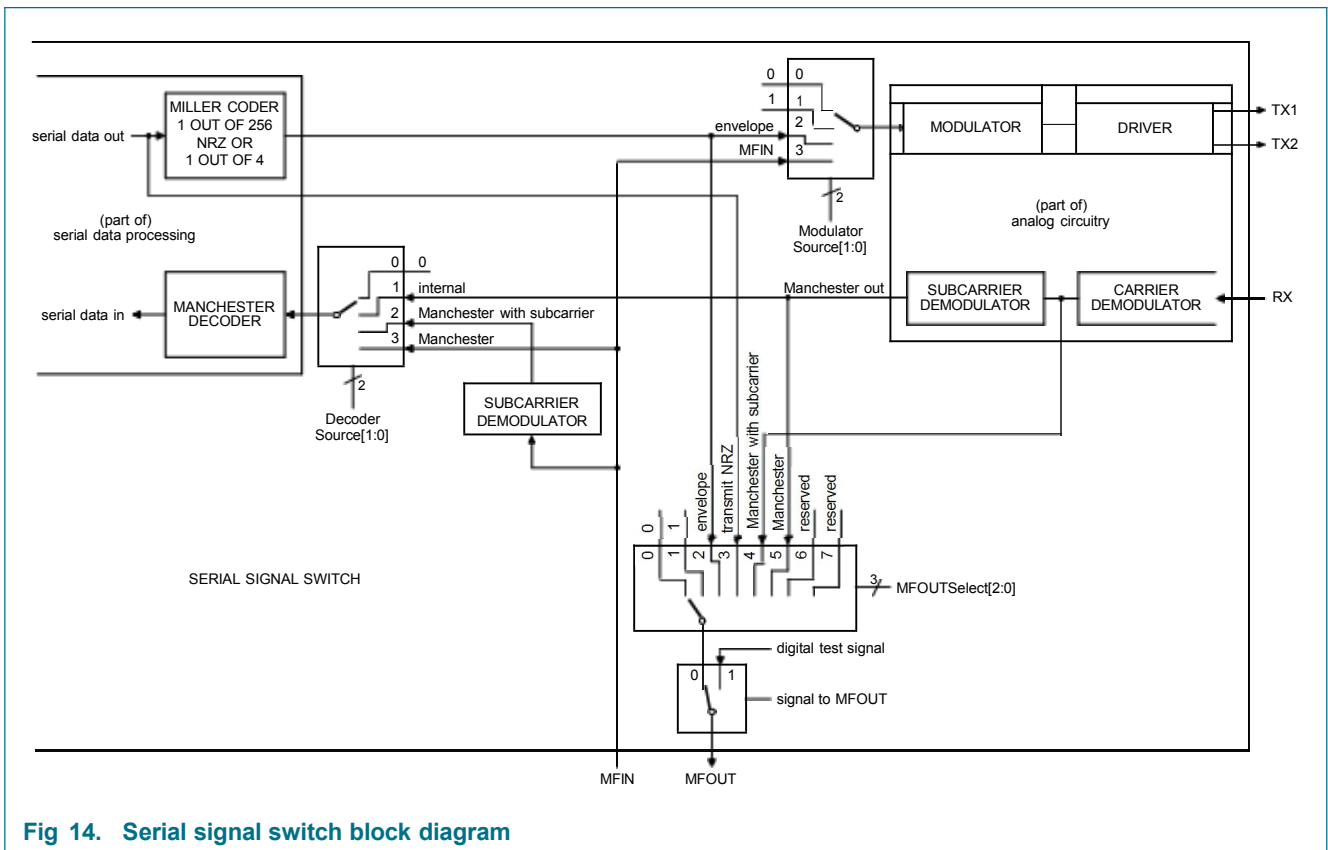 serial data out
MILLER CODER
1 OUT OF 256
NRZ OR
1 OUT OF 4
(part of)
serial data processing
serial data in
MANCHESTER
DECODER
0 0
1 internal
2 Manchester with subcarrier
3 Manchester
2
Decoder
Source[1:0]
SUBCARRIER
DEMODULATOR
0 0
1 1
envelope 2
MFIN 3
2
Modulator
Source[1:0]
MODULATOR
DRIVER
TX1
TX2
(part of)
analog circuitry
Manchester out
SUBCARRIER
DEMODULATOR
CARRIER
DEMODULATOR
RX
0 0
1 1
2 envelope
3 transmit NRZ
4 Manchester with subcarrier
5 Manchester
6 reserved
7 reserved
3
MFOUTSelect[2:0]
SERIAL SIGNAL SWITCH
digital test signal
0 1
signal to MFOUT
MFIN
MFOUT
Fig 14. Serial signal switch block diagram